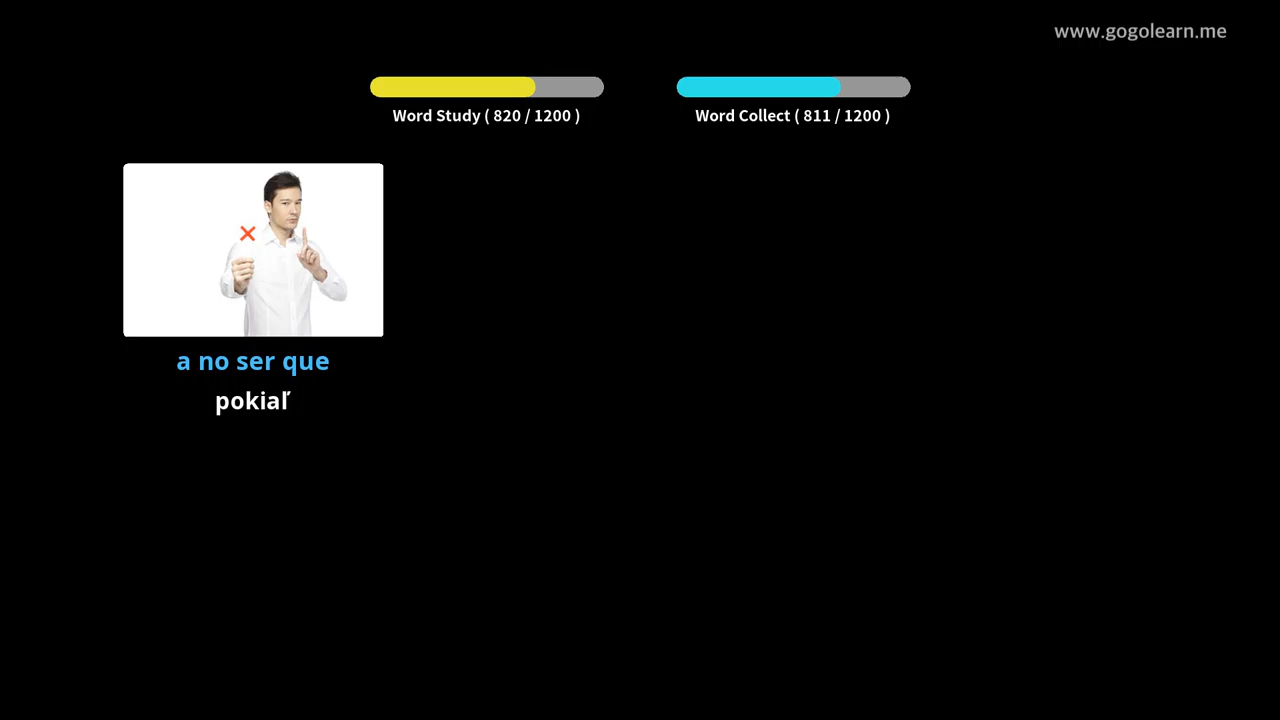 www.gogolearn.me
Word Study ( 820 / 1200 )
Word Collect ( 811 / 1200 )
a no ser que
pokiaľ